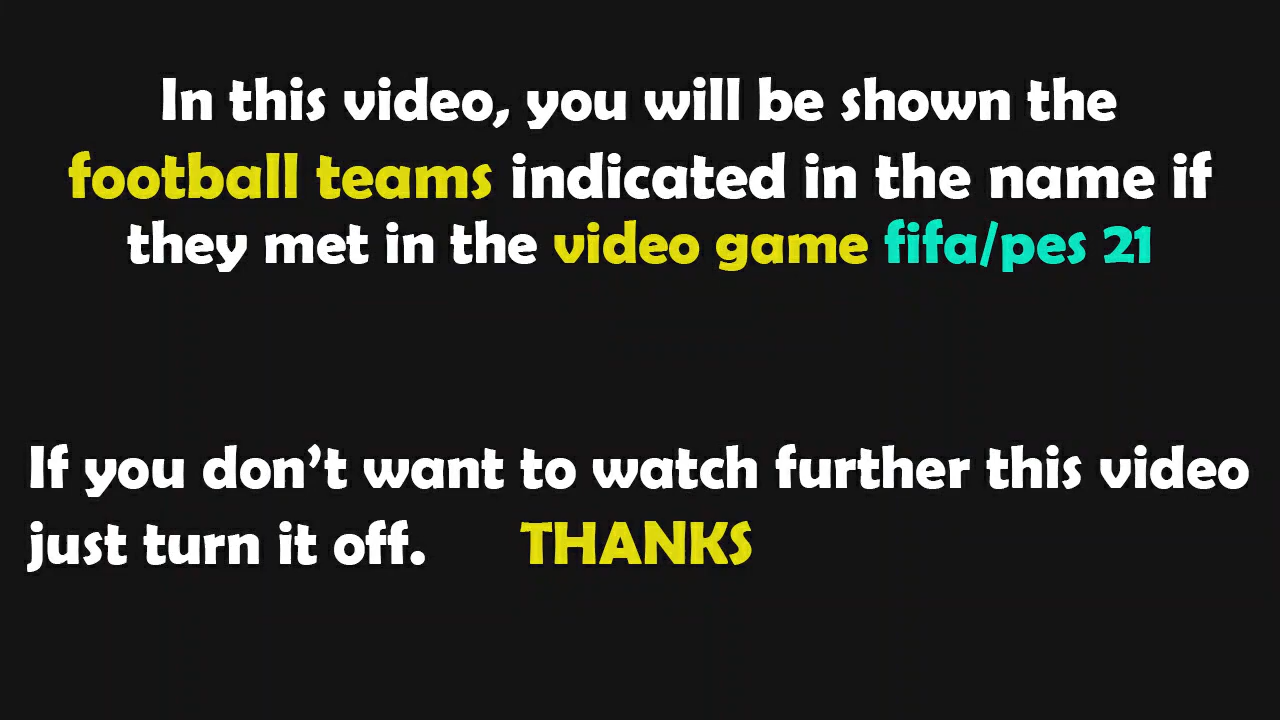 In this video, you will be shown the
football teams indicated in the name if
they met in the video game fifa/pes 21
If you don’t want to watch further this video
just turn it off. THANKS